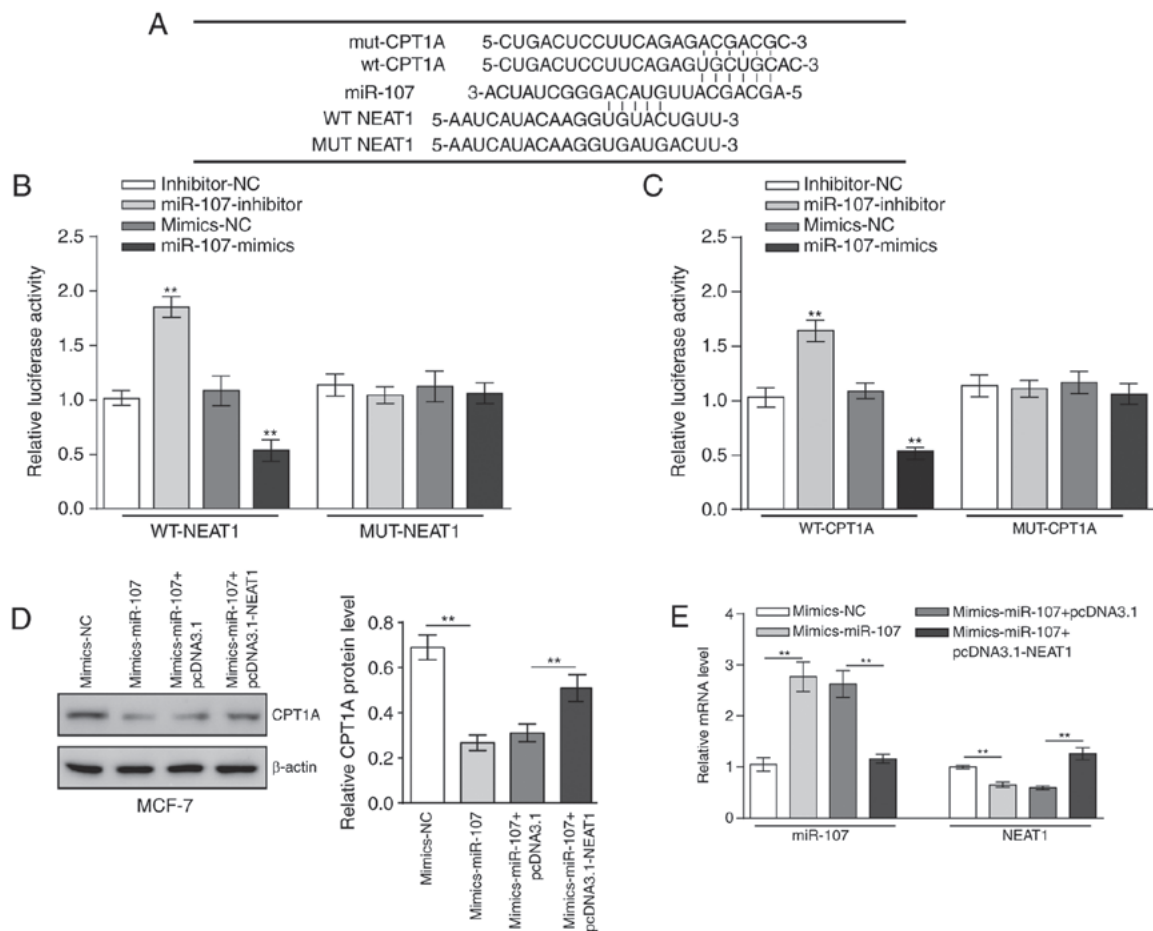 A
mut-CPT1A 5-CUGACUCCUUCAGAGACGACGC-3
wt-CPT1A 5-CUGACUCCUUCAGAGUGCUGCAC-3
miR-107 3-ACUAUCGGGACAUGUUACGACGA-5
WT NEAT1 5-AAUCAUACAAGGUGUACUGUU-3
MUT NEAT1 5-AAUCAUACAAGGUGAUGACUU-3
B
Inhibitor-NC
miR-107-inhibitor
Mimics-NC
miR-107-mimics
Relative luciferase activity
2.5
2.0
1.5
1.0
0.5
0.0
**
**
WT-NEAT1
MUT-NEAT1
C
Inhibitor-NC
miR-107-inhibitor
Mimics-NC
miR-107-mimics
Relative luciferase activity
2.5
2.0
1.5
1.0
0.5
0.0
**
**
WT-CPT1A
MUT-CPT1A
D
Mimics-NC
Mimics-miR-107
Mimics-miR-107+
pcDNA3.1
Mimics-miR-107+
pcDNA3.1-NEAT1
CPT1A
β-actin
MCF-7
Relative CPT1A protein level
0.8
0.6
0.4
0.2
0.0
**
**
Mimics-NC
Mimics-miR-107
Mimics-miR-107+
pcDNA3.1
Mimics-miR-107+
pcDNA3.1-NEAT1
E
Mimics-NC
Mimics-miR-107
Mimics-miR-107+pcDNA3.1
Mimics-miR-107+
pcDNA3.1-NEAT1
Relative mRNA level
4
3
2
1
0
**
**
**
**
miR-107
NEAT1